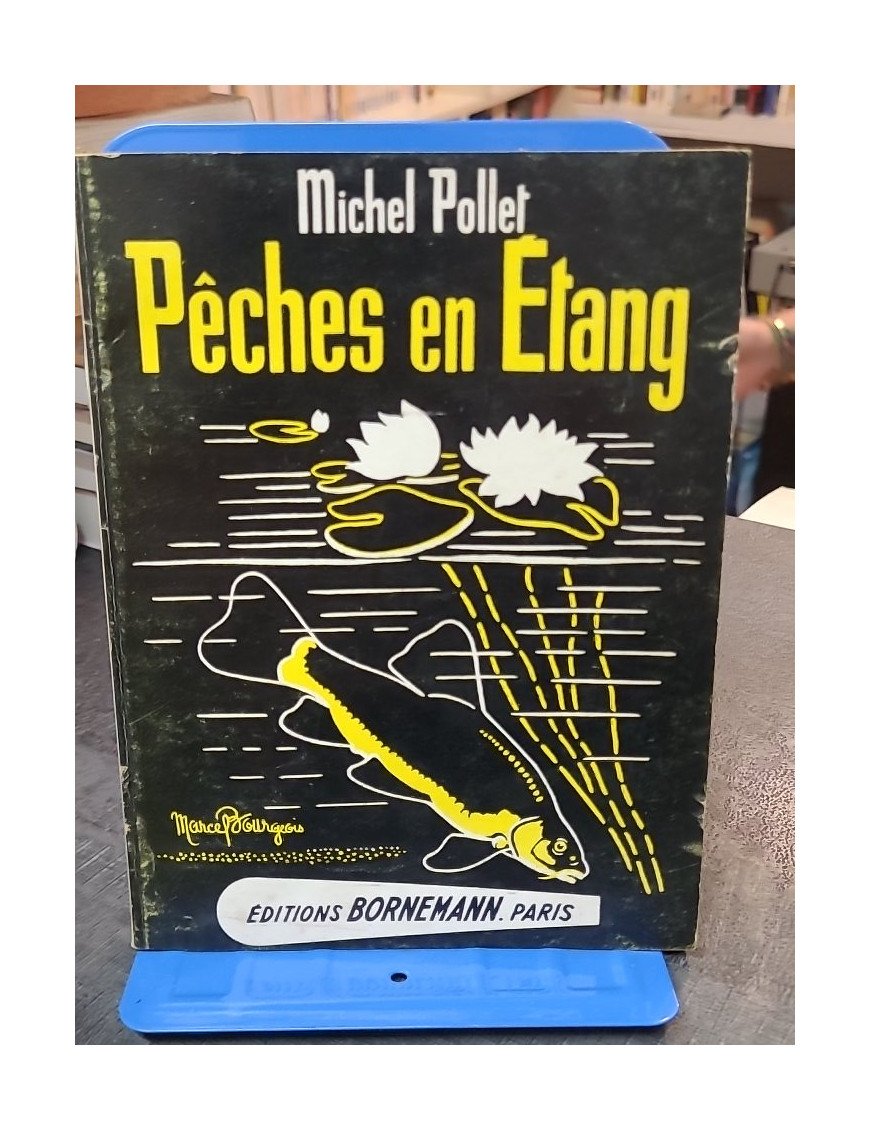 Michel Pollet
Pêches en Étang
Marcel Bourgeois
ÉDITIONS BORNEMANN. PARIS